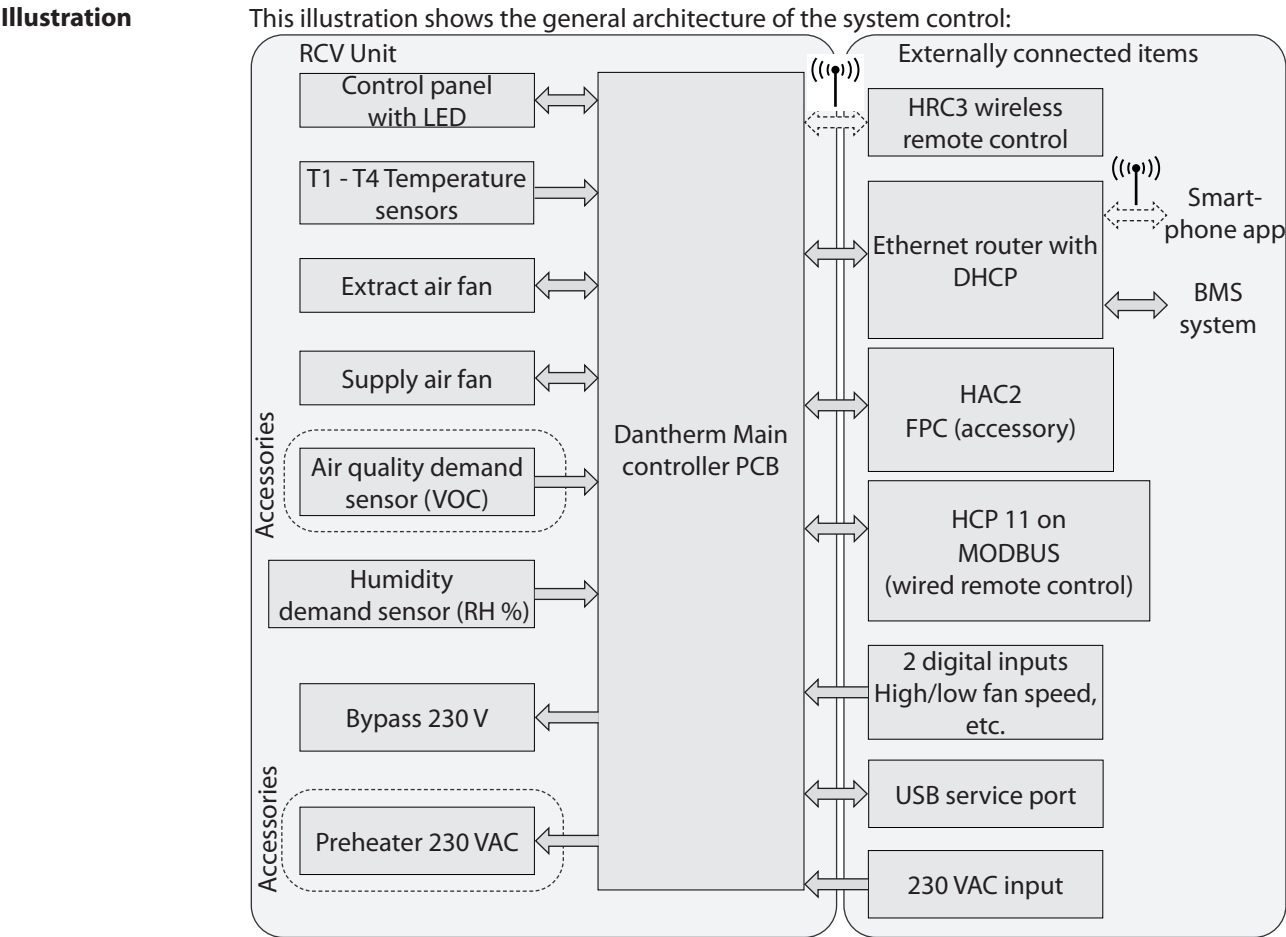 Illustration
This illustration shows the general architecture of the system control:
RCV Unit
Control panel
with LED
T1 - T4 Temperature
sensors
Extract air fan
Supply air fan
Accessories
Air quality demand
sensor (VOC)
Humidity
demand sensor (RH %)
Bypass 230 V
Accessories
Preheater 230 VAC
Dantherm Main
controller PCB
Externally connected items
HRC3 wireless
remote control
Ethernet router with
DHCP
Smart-
phone app
BMS
system
HAC2
FPC (accessory)
HCP 11 on
MODBUS
(wired remote control)
2 digital inputs
High/low fan speed,
etc.
USB service port
230 VAC input